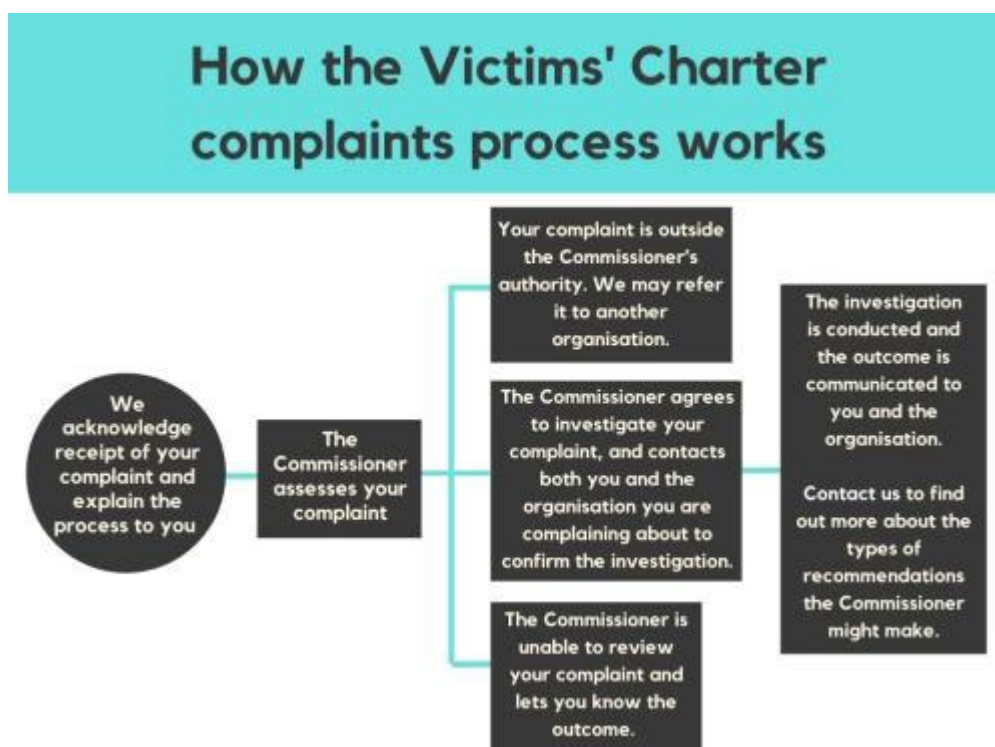 How the Victims' Charter
complaints process works
We
acknowledge
receipt of your
complaint and
explain the
process to you
The
Commissioner
assesses your
complaint
Your complaint is outside
the Commissioner's
authority. We may refer
it to another
organisation.
The Commissioner agrees
to investigate your
complaint, and contacts
both you and the
organisation you are
complaining about to
confirm the investigation.
The Commissioner is
unable to review
your complaint and
lets you know the
outcome.
The investigation
is conducted and
the outcome is
communicated to
you and the
organisation.
Contact us to find
out more about the
types of
recommendations
the Commissioner
might make.